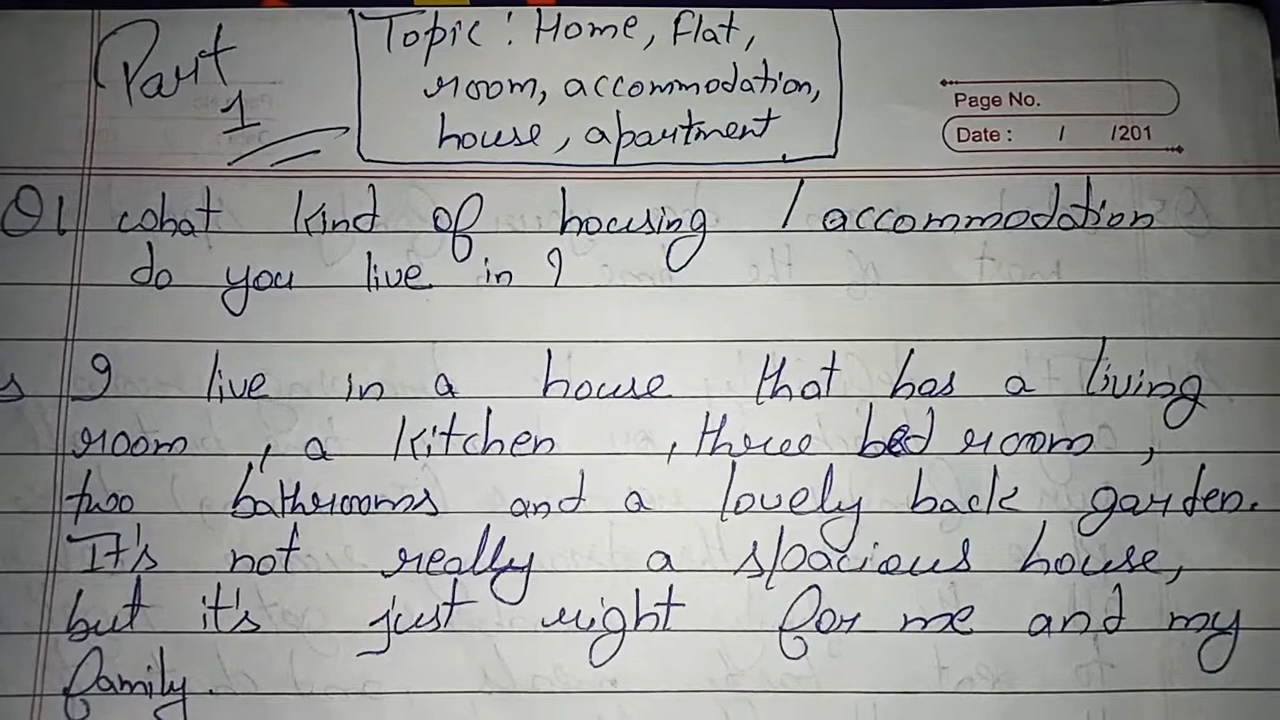 Part 1
Topic: Home, Flat,
room, accommodation,
house, apartment
Page No.
Date : / /201
Q1 What kind of housing / accommodation
do you live in ?
I live in a house that has a living
room, a kitchen, three bed room,
two bathrooms and a lovely back garden.
It's not really a spacious house,
but it's just right for me and my
family.